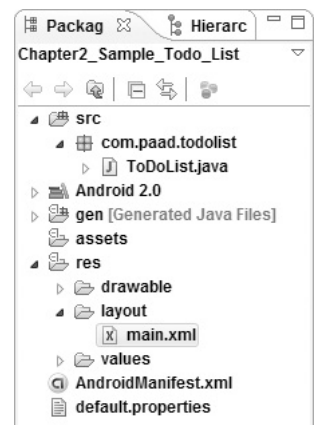 Packag Hierarc
Chapter2_Sample_Todo_List
src
com.paad.todolist
ToDoList.java
Android 2.0
gen [Generated Java Files]
assets
res
drawable
layout
main.xml
values
AndroidManifest.xml
default.properties